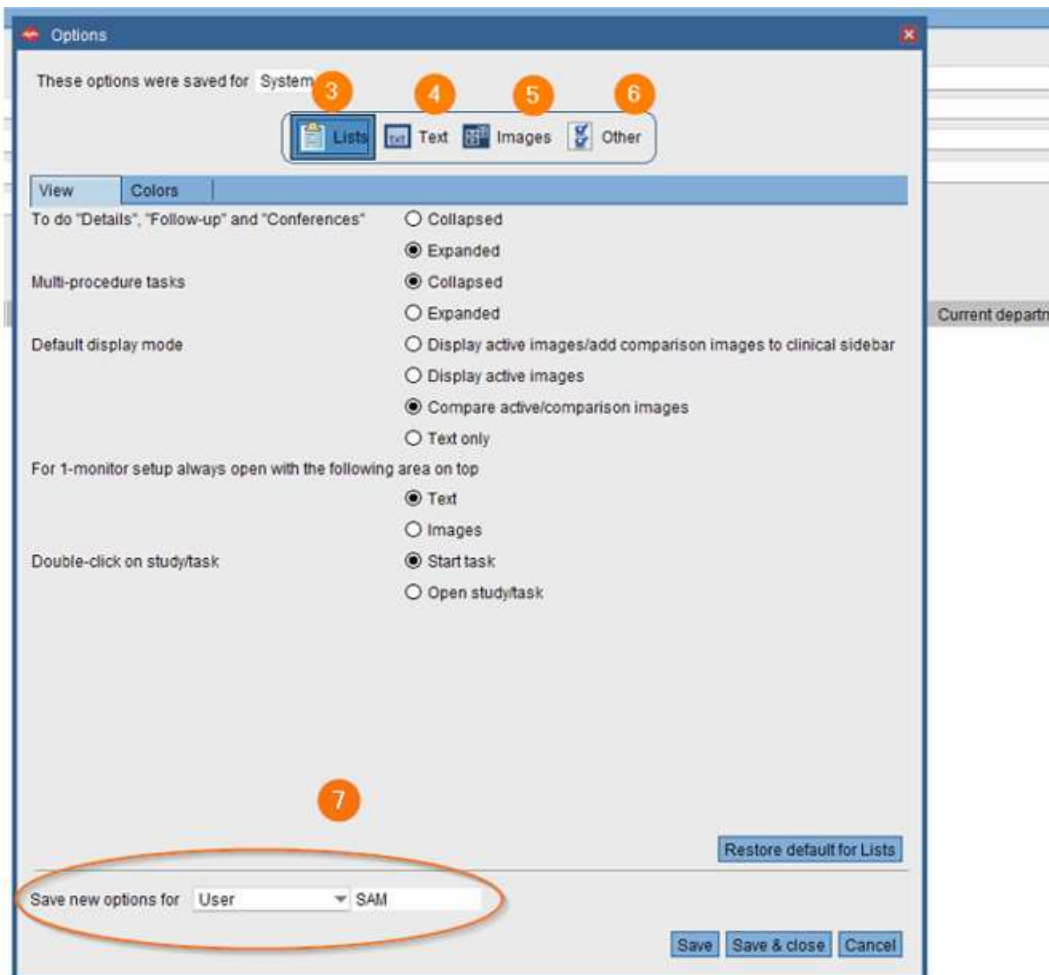 Options
These options were saved for System
3 4 5 6
Lists TXT Text Images Other
View Colors
To do "Details", "Follow-up" and "Conferences" Collapsed
Expanded
Multi-procedure tasks Collapsed
Expanded
Current departm
Default display mode Display active images/add comparison images to clinical sidebar
Display active images
Compare active/comparison images
Text only
For 1-monitor setup always open with the following area on top
Text
Images
Double-click on study/task Start task
Open study/task
7
Restore default for Lists
Save new options for User SAM
Save Save & close Cancel